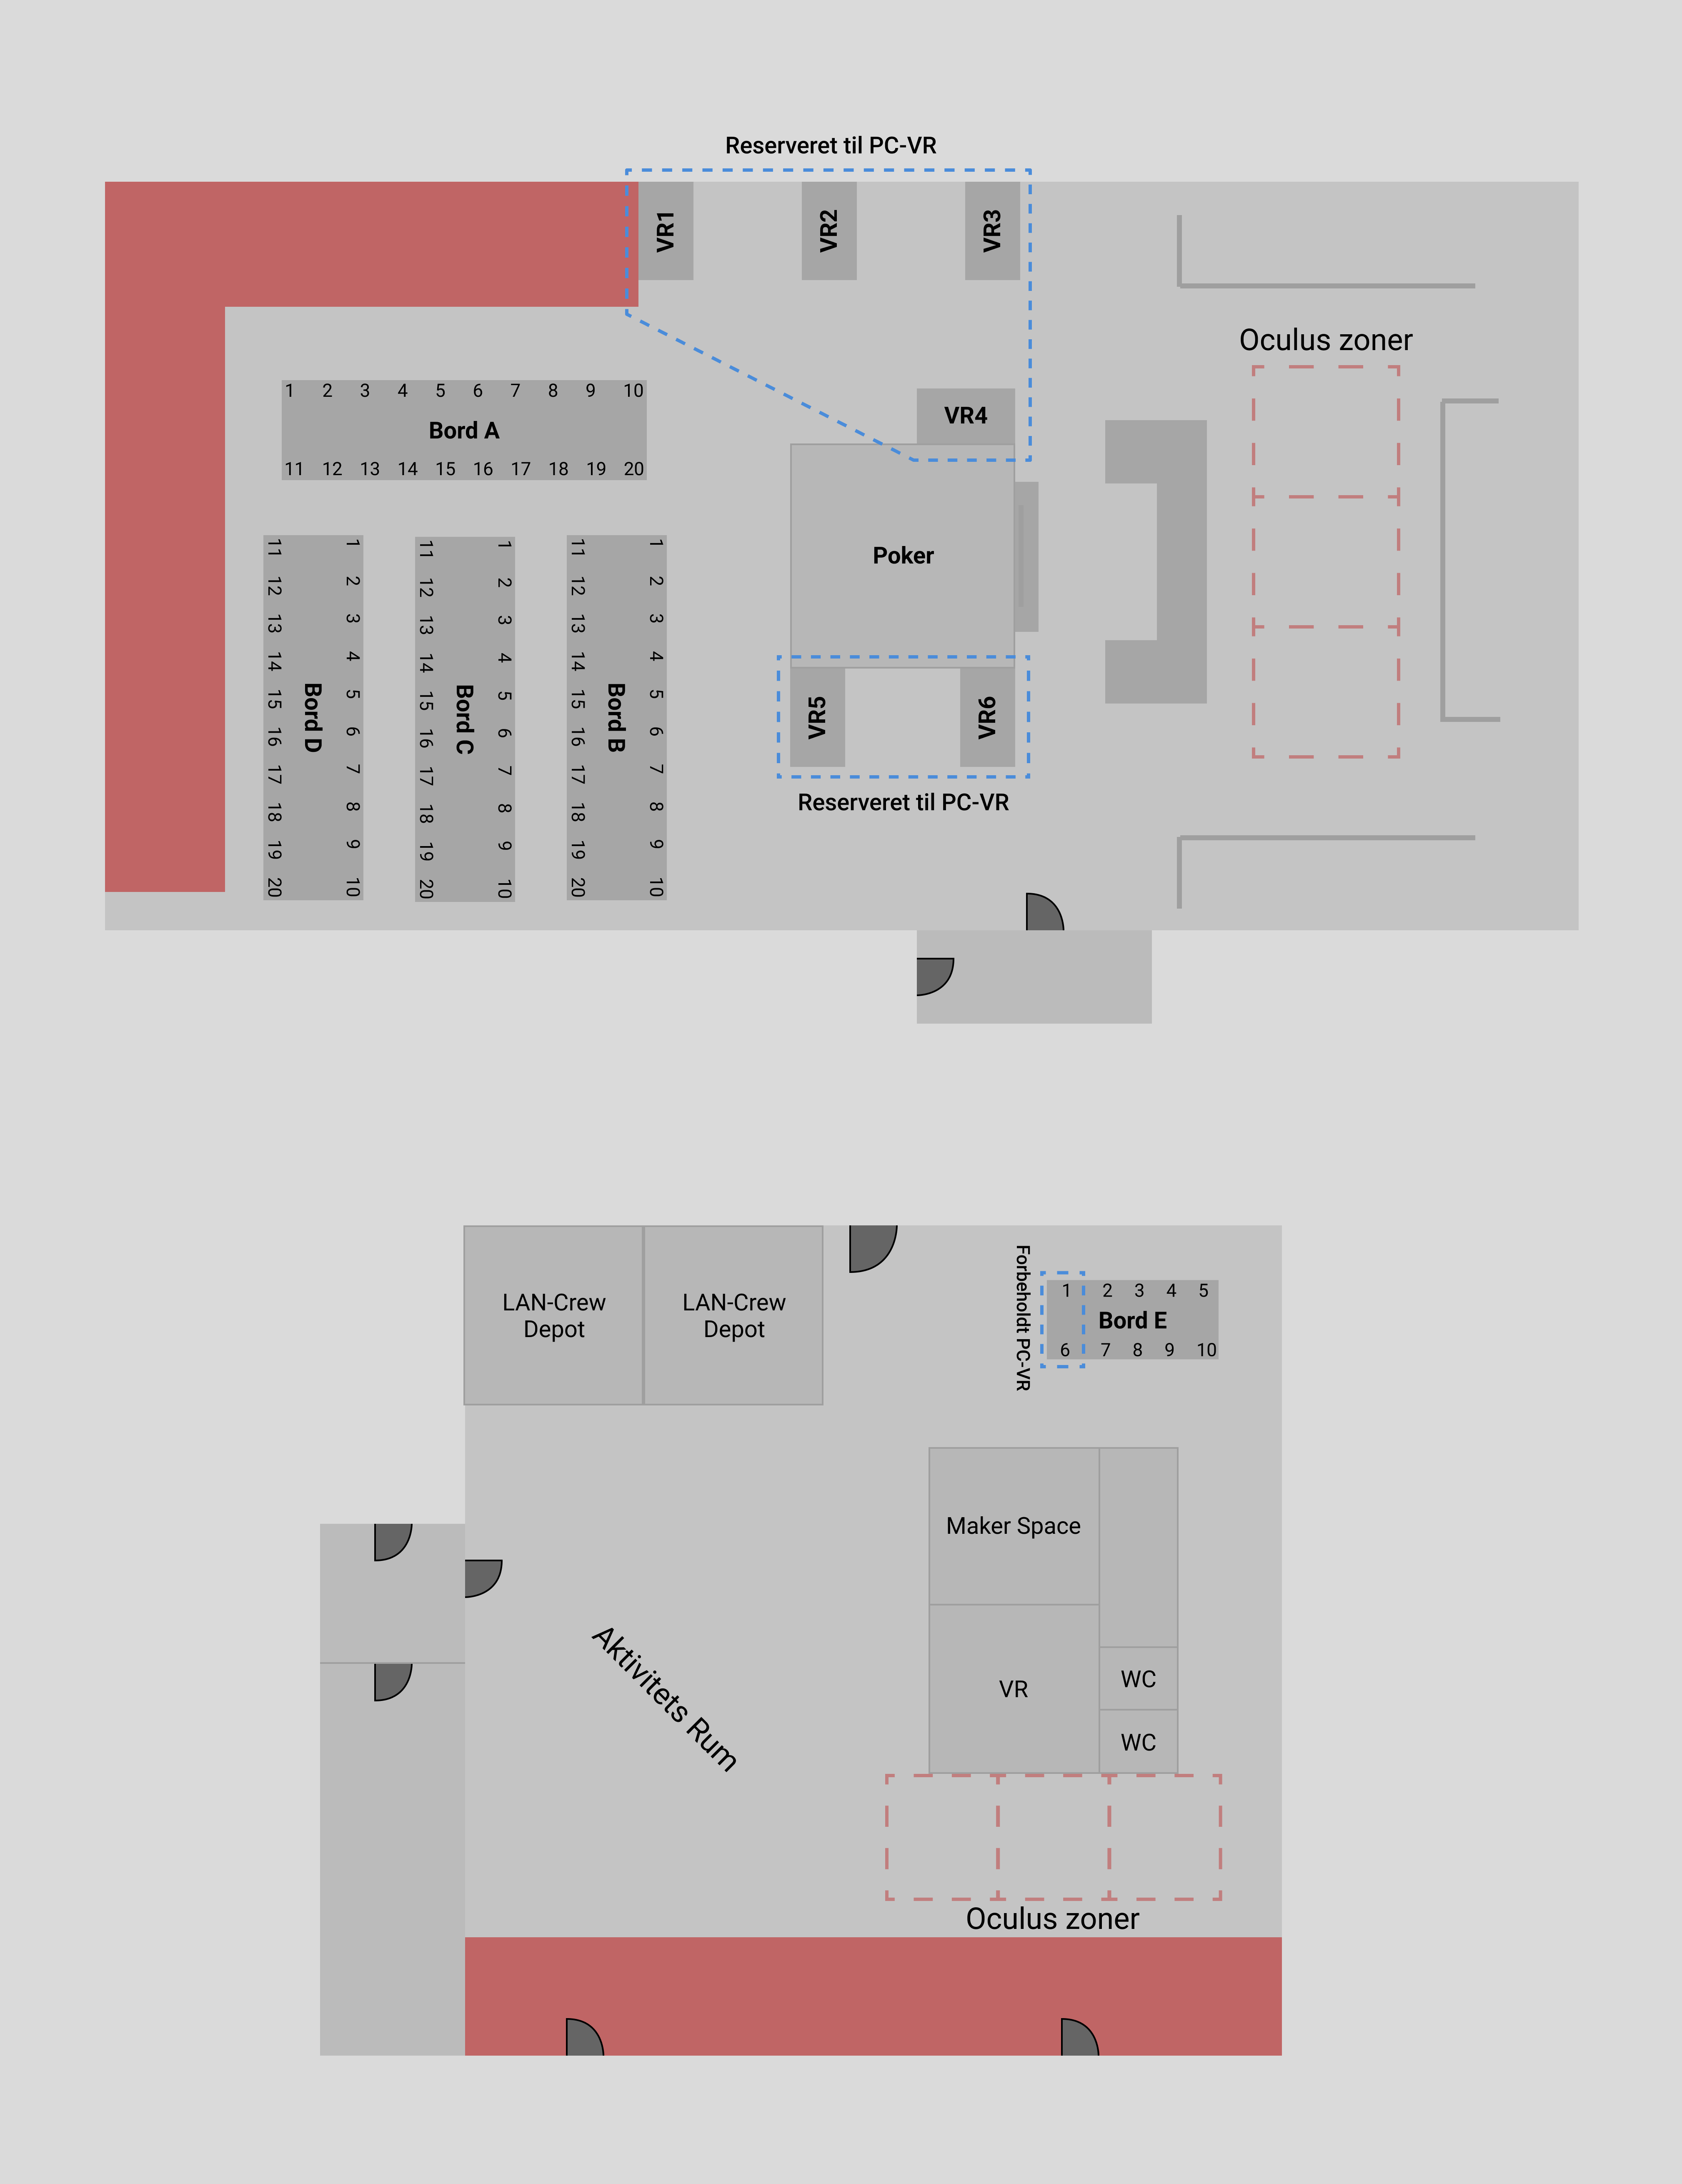 Reserveret til PC-VR
VR1
VR2
VR3
Oculus zoner
1 2 3 4 5 6 7 8 9 10
Bord A
11 12 13 14 15 16 17 18 19 20
VR4
Poker
1 2 3 4 5 6 7 8 9 10
Bord D
11 12 13 14 15 16 17 18 19 20
1 2 3 4 5 6 7 8 9 10
Bord C
11 12 13 14 15 16 17 18 19 20
1 2 3 4 5 6 7 8 9 10
Bord B
11 12 13 14 15 16 17 18 19 20
VR5
VR6
Reserveret til PC-VR
LAN-Crew
Depot
LAN-Crew
Depot
Forbeholdt PC-VR
1 2 3 4 5
Bord E
6 7 8 9 10
Maker Space
Aktivitets Rum
VR
WC
WC
Oculus zoner